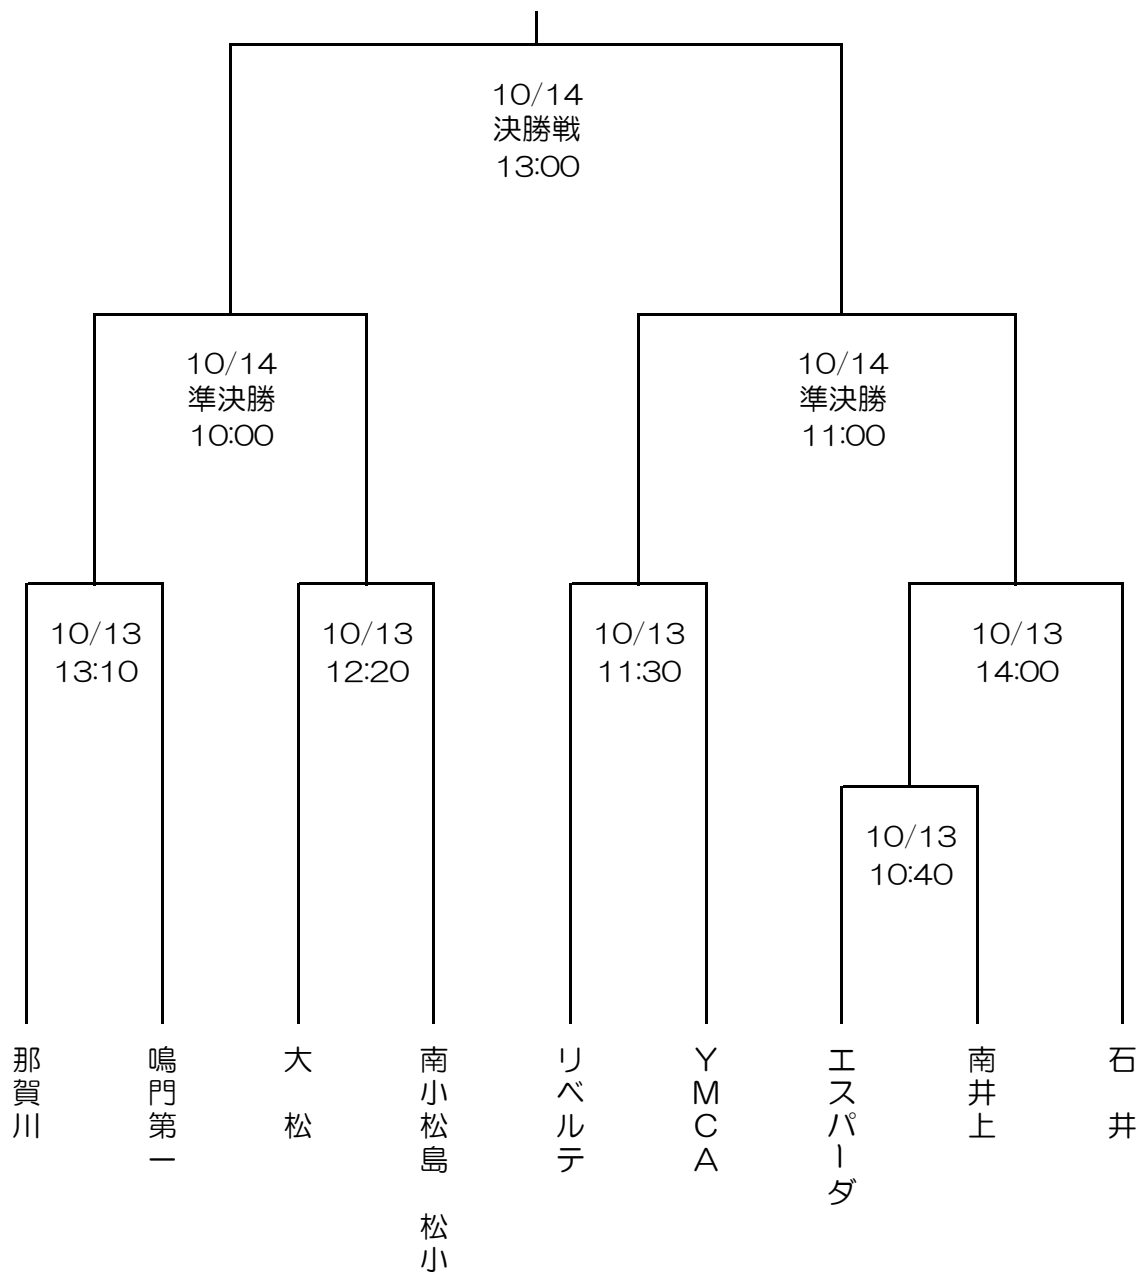 10/14
決勝戦
13:00
10/14
準決勝
10:00
10/14
準決勝
11:00
10/13
13:10
10/13
12:20
10/13
11:30
10/13
14:00
10/13
10:40
那賀川
鳴門第一
大　松
南小松島　松小
リベルテ
YMCA
エスパーダ
南井上
石　井